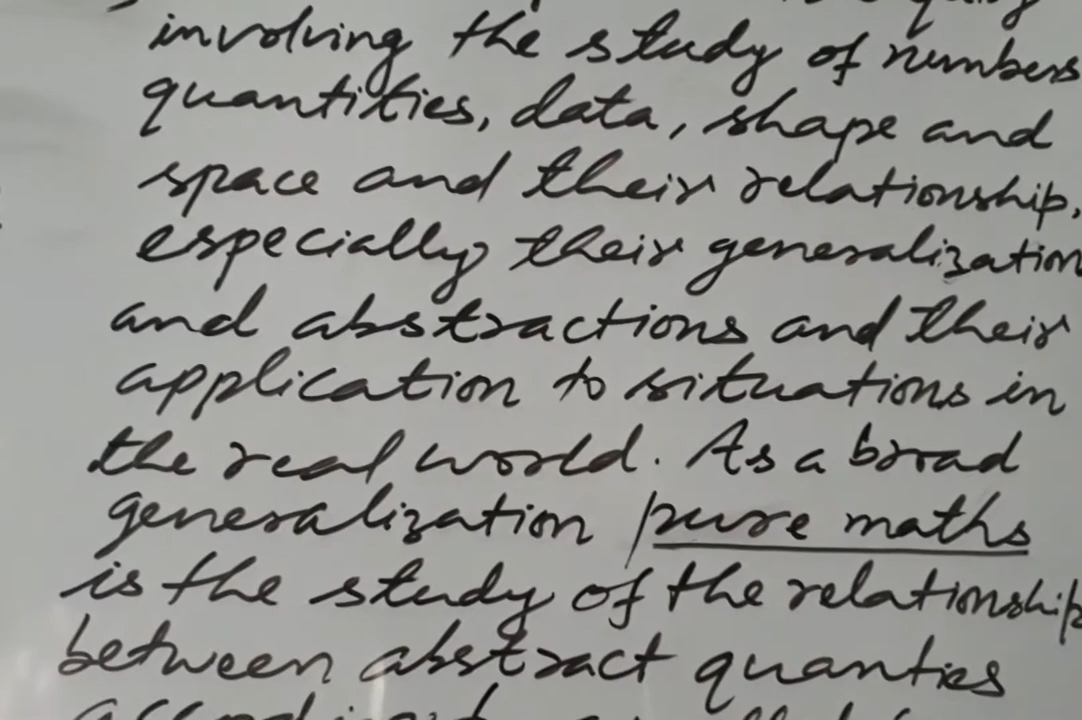 involving the study of numbers
quantities, data, shape and
space and their relationship,
especially their generalization
and abstractions and their
application to situations in
the real world. As a broad
generalization pure maths
is the study of the relationship
between abstract quanties